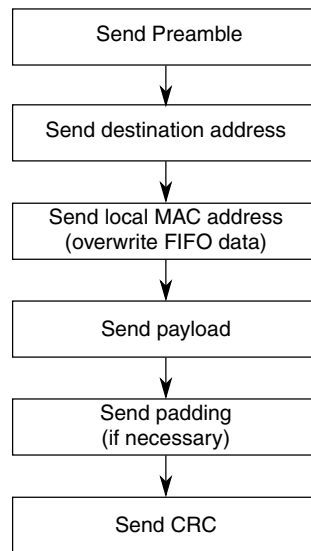 Send Preamble
Send destination address
Send local MAC address
(overwrite FIFO data)
Send payload
Send padding
(if necessary)
Send CRC